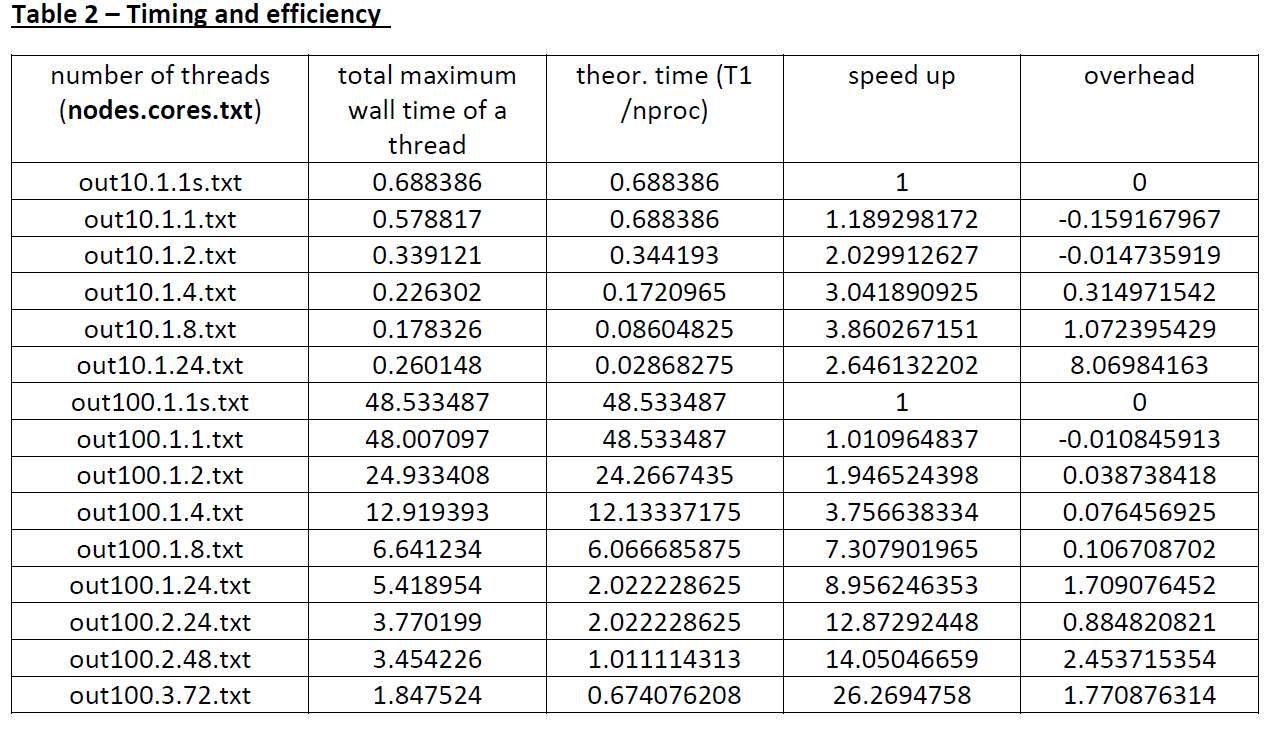 Table 2 – Timing and efficiency
number of threads (nodes.cores.txt) total maximum wall time of a thread theor. time (T1 /nproc) speed up overhead
out10.1.1s.txt 0.688386 0.688386 1 0
out10.1.1.txt 0.578817 0.688386 1.189298172 -0.159167967
out10.1.2.txt 0.339121 0.344193 2.029912627 -0.014735919
out10.1.4.txt 0.226302 0.1720965 3.041890925 0.314971542
out10.1.8.txt 0.178326 0.08604825 3.860267151 1.072395429
out10.1.24.txt 0.260148 0.02868275 2.646132202 8.06984163
out100.1.1s.txt 48.533487 48.533487 1 0
out100.1.1.txt 48.007097 48.533487 1.010964837 -0.010845913
out100.1.2.txt 24.933408 24.2667435 1.946524398 0.038738418
out100.1.4.txt 12.919393 12.13337175 3.756638334 0.076456925
out100.1.8.txt 6.641234 6.066685875 7.307901965 0.106708702
out100.1.24.txt 5.418954 2.022228625 8.956246353 1.709076452
out100.2.24.txt 3.770199 2.022228625 12.87292448 0.884820821
out100.2.48.txt 3.454226 1.011114313 14.05046659 2.453715354
out100.3.72.txt 1.847524 0.674076208 26.2694758 1.770876314